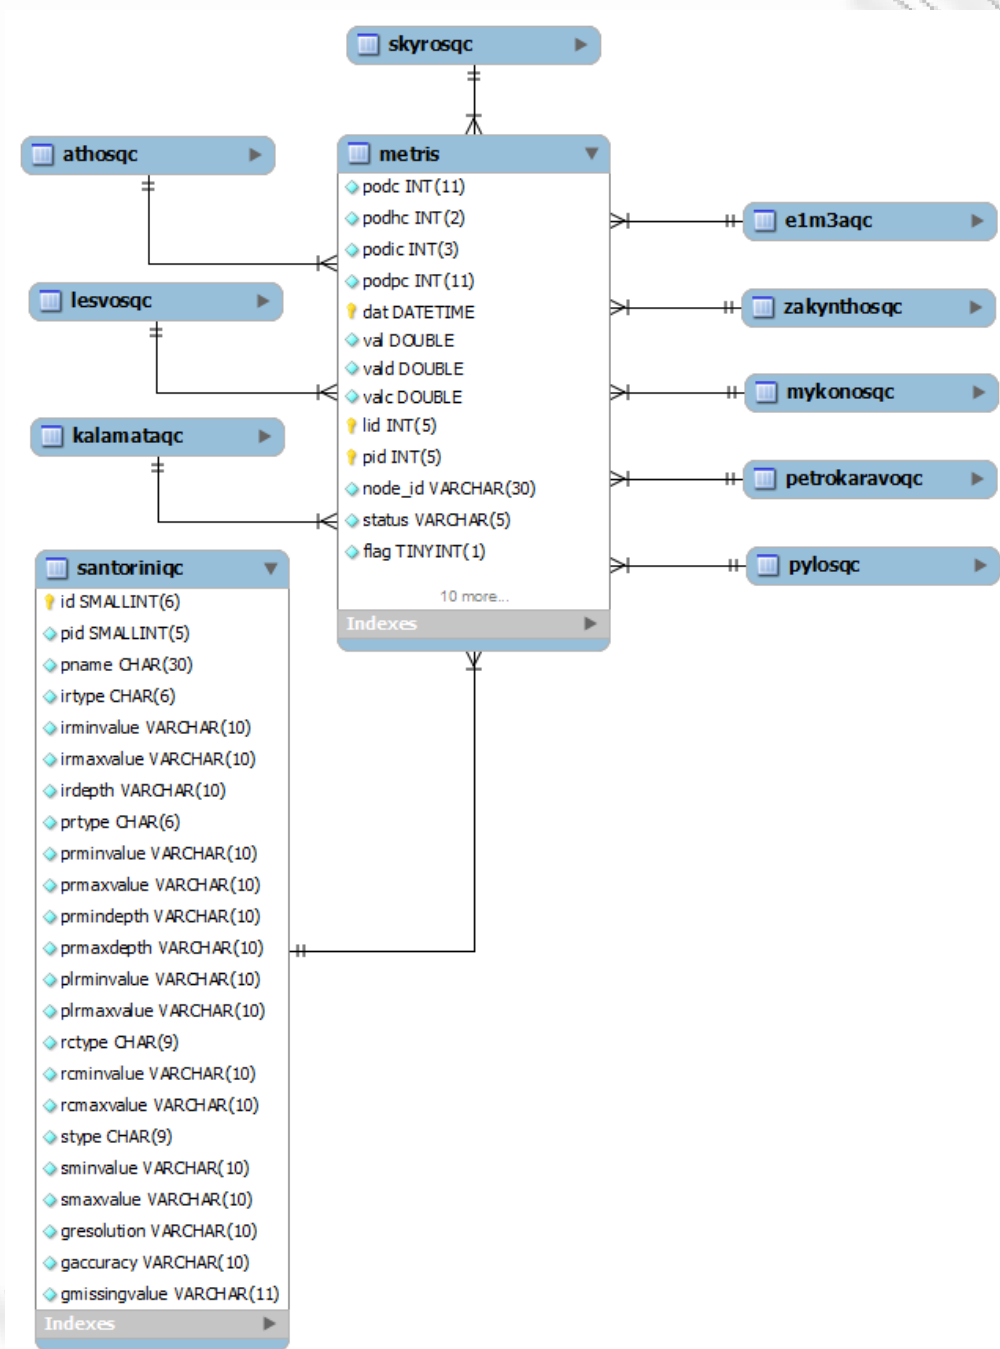 skyrosqc
athosqc
lesvosqc
kalamataqc
metris
podc INT(11)
podhc INT(2)
podic INT(3)
podpc INT(11)
dat DATETIME
val DOUBLE
vald DOUBLE
valc DOUBLE
lid INT(5)
pid INT(5)
node_id VARCHAR(30)
status VARCHAR(5)
flag TINYINT(1)
10 more...
Indexes
e1m3aqc
zakynthosqc
mykonosqc
petrokaravoqc
pylosqc
santoriniqc
id SMALLINT(6)
pid SMALLINT(5)
pname CHAR(30)
irtype CHAR(6)
irminvalue VARCHAR(10)
irmaxvalue VARCHAR(10)
irdepth VARCHAR(10)
prtype CHAR(6)
prminvalue VARCHAR(10)
prmaxvalue VARCHAR(10)
prmindepth VARCHAR(10)
prmaxdepth VARCHAR(10)
plrminvalue VARCHAR(10)
plrmaxvalue VARCHAR(10)
rctype CHAR(9)
rcminvalue VARCHAR(10)
rcmaxvalue VARCHAR(10)
stype CHAR(9)
sminvalue VARCHAR(10)
smaxvalue VARCHAR(10)
gresolution VARCHAR(10)
gaccuracy VARCHAR(10)
gmissingvalue VARCHAR(11)
Indexes